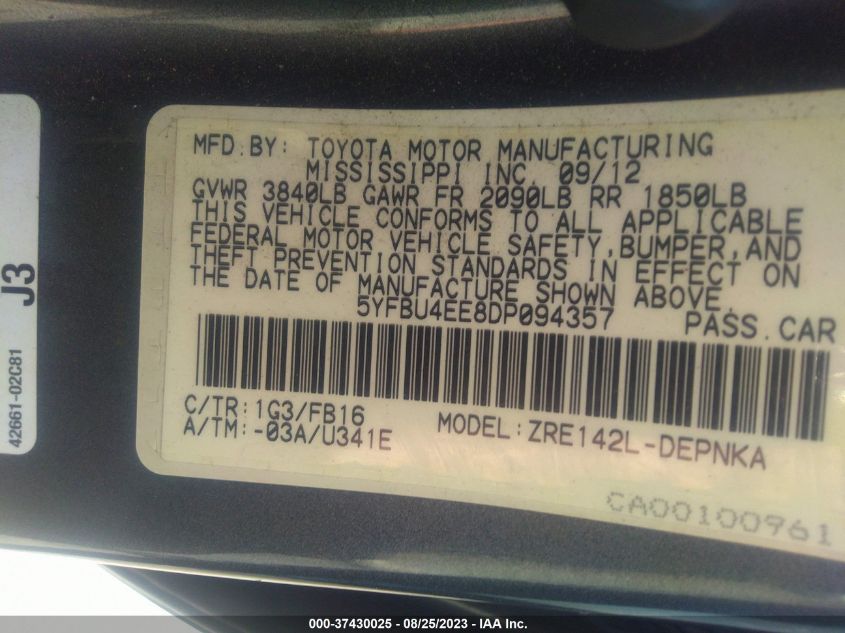 MFD.BY: TOYOTA MOTOR MANUFACTURING
MISSISSIPPI INC. 09/12
GVWR 3840LB GAWR FR 2090LB RR 1850LB
THIS VEHICLE CONFORMS TO ALL APPLICABLE
FEDERAL MOTOR VEHICLE SAFETY,BUMPER,AND
THEFT PREVENTION STANDARDS IN EFFECT ON
THE DATE OF MANUFACTURE SHOWN ABOVE.
5YFBU4EE8DP094357 PASS.CAR
C/TR:1G3/FB16
A/TM:-03A/U341E
MODEL:ZRE142L-DEPNKA
CA00100961
J3
42661-02C81
000-37430025 - 08/25/2023 - IAA Inc.